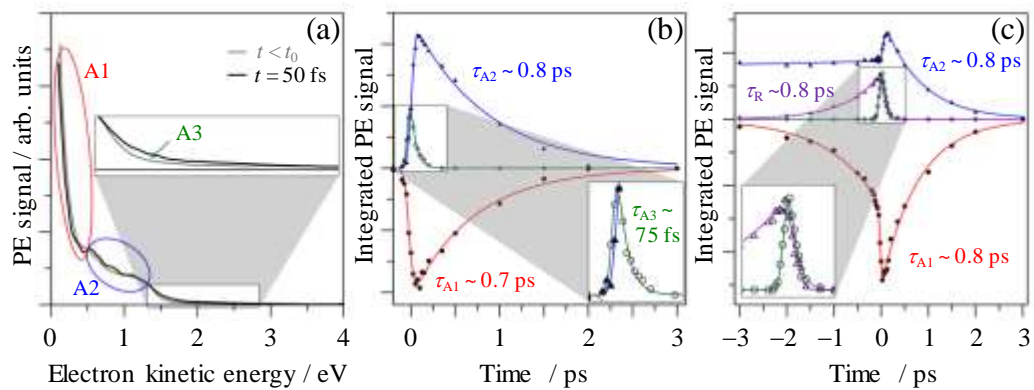 (a)
t < t₀
t = 50 fs
A1
A3
A2
PE signal / arb. units
0 1 2 3 4
Electron kinetic energy / eV
(b)
τA2 ~ 0.8 ps
τA3 ~
75 fs
τA1 ~ 0.7 ps
Integrated PE signal
0 1 2 3
Time / ps
(c)
τA2 ~ 0.8 ps
τR ~0.8 ps
τA1 ~ 0.8 ps
Integrated PE signal
−3 −2 −1 0 1 2 3
Time / ps